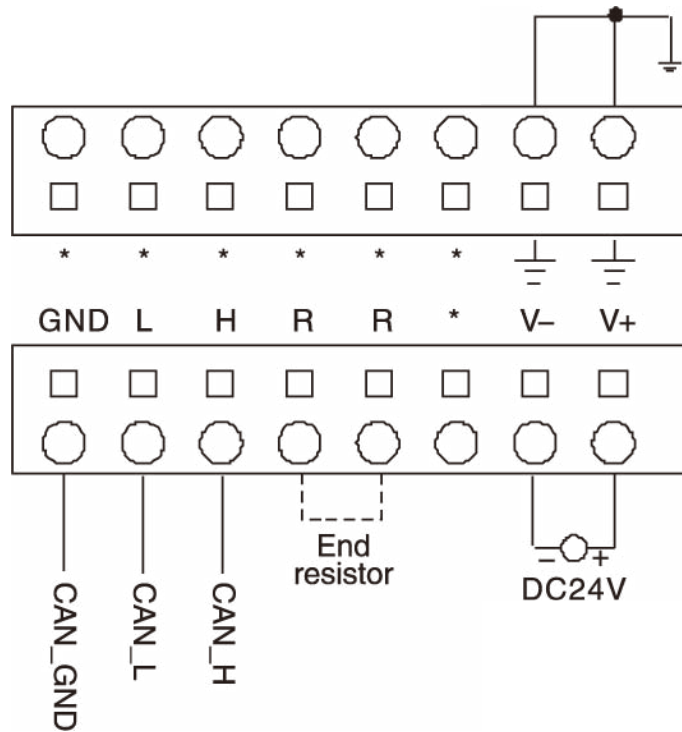 * * * * * *
GND L H R R * V− V+
End
resistor
− +
DC24V
CAN_GND
CAN_L
CAN_H